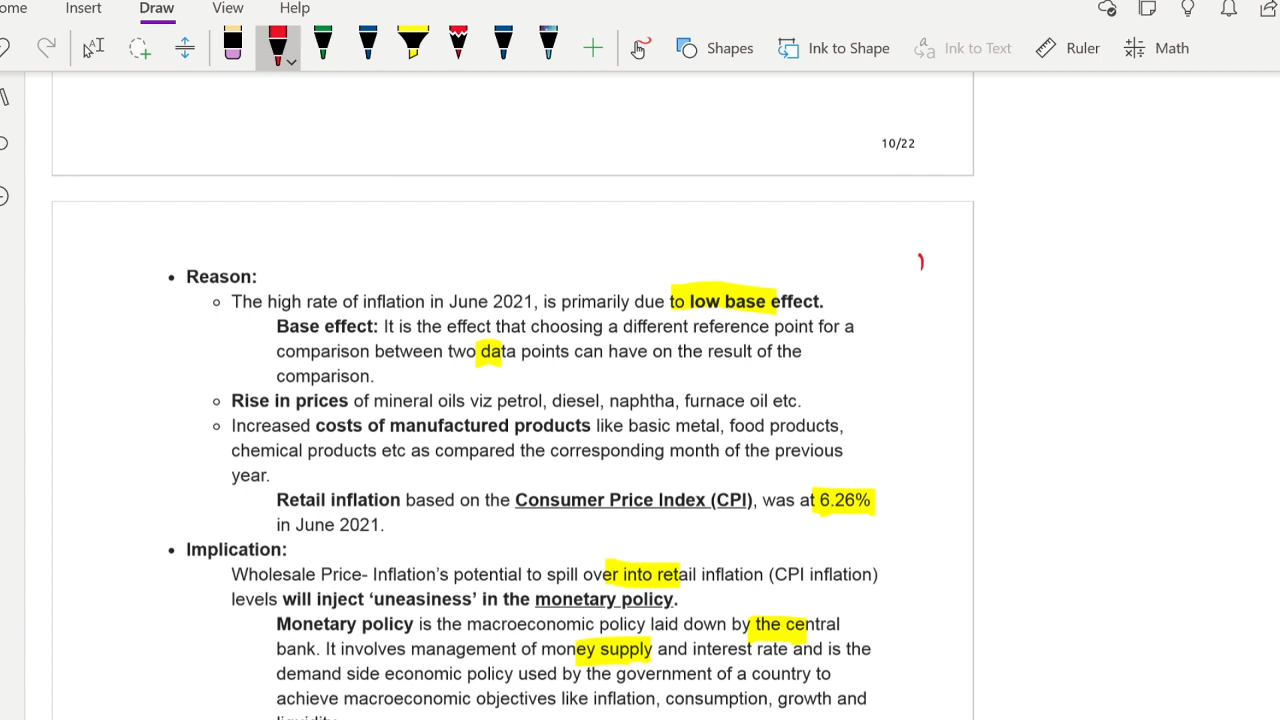 Insert Draw View Help
Shapes Ink to Shape Ink to Text Ruler Math
10/22
• Reason:
○ The high rate of inflation in June 2021, is primarily due to low base effect.
Base effect: It is the effect that choosing a different reference point for a
comparison between two data points can have on the result of the
comparison.
○ Rise in prices of mineral oils viz petrol, diesel, naphtha, furnace oil etc.
○ Increased costs of manufactured products like basic metal, food products,
chemical products etc as compared the corresponding month of the previous
year.
Retail inflation based on the Consumer Price Index (CPI), was at 6.26%
in June 2021.
• Implication:
Wholesale Price- Inflation's potential to spill over into retail inflation (CPI inflation)
levels will inject ‘uneasiness’ in the monetary policy.
Monetary policy is the macroeconomic policy laid down by the central
bank. It involves management of money supply and interest rate and is the
demand side economic policy used by the government of a country to
achieve macroeconomic objectives like inflation, consumption, growth and